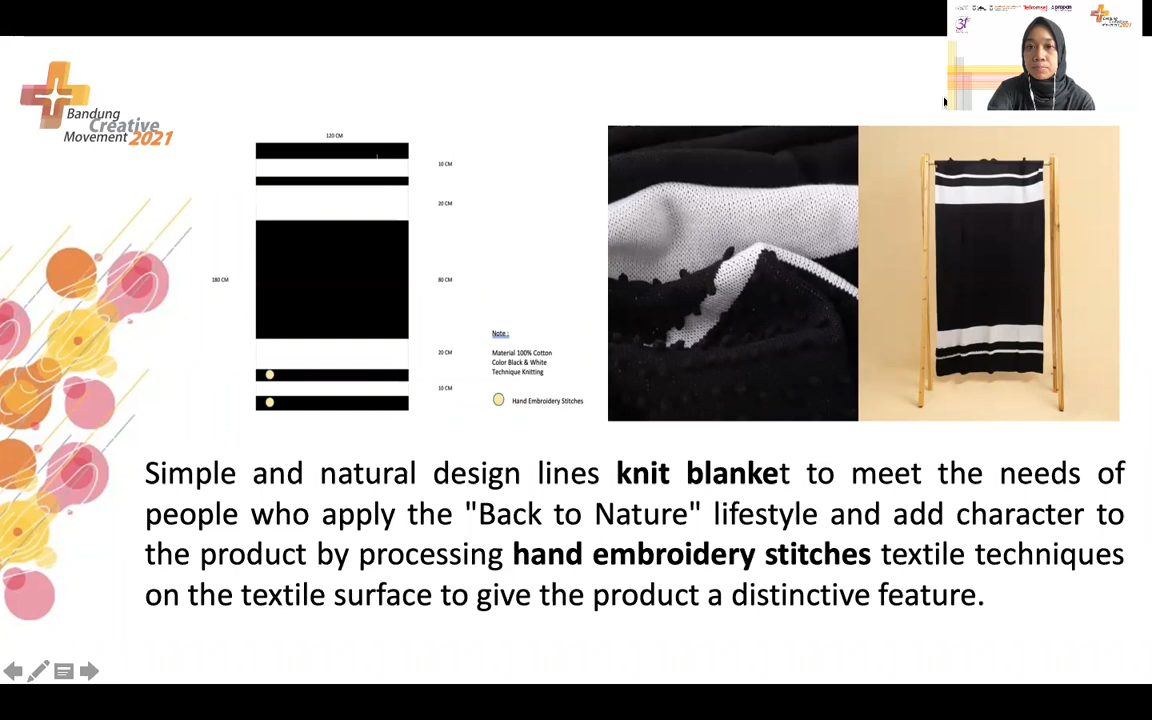 Telkomsel
propan
Bandung
Creative
Movement 2021
120 CM
10 CM
20 CM
180 CM
80 CM
Note :
20 CM
Material 100% Cotton
Color Black & White
Technique Knitting
10 CM
Hand Embroidery Stitches
Simple and natural design lines knit blanket to meet the needs of
people who apply the "Back to Nature" lifestyle and add character to
the product by processing hand embroidery stitches textile techniques
on the textile surface to give the product a distinctive feature.